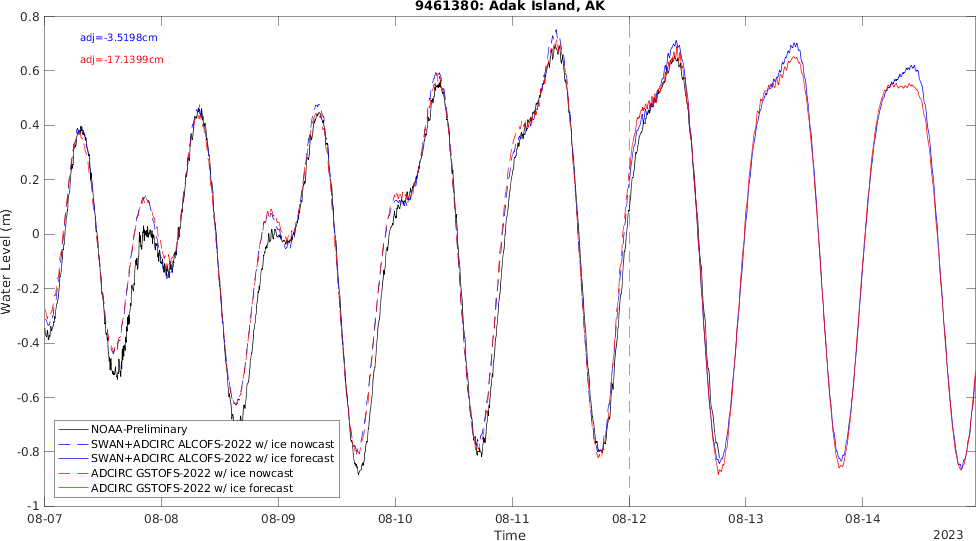 9461380: Adak Island, AK
adj=-3.5198cm
adj=-17.1399cm
Water Level (m)
0.8
0.6
0.4
0.2
0
-0.2
-0.4
-0.6
-0.8
-1
NOAA-Preliminary
SWAN+ADCIRC ALCOFS-2022 w/ ice nowcast
SWAN+ADCIRC ALCOFS-2022 w/ ice forecast
ADCIRC GSTOFS-2022 w/ ice nowcast
ADCIRC GSTOFS-2022 w/ ice forecast
08-07 08-08 08-09 08-10 08-11 08-12 08-13 08-14
Time
2023